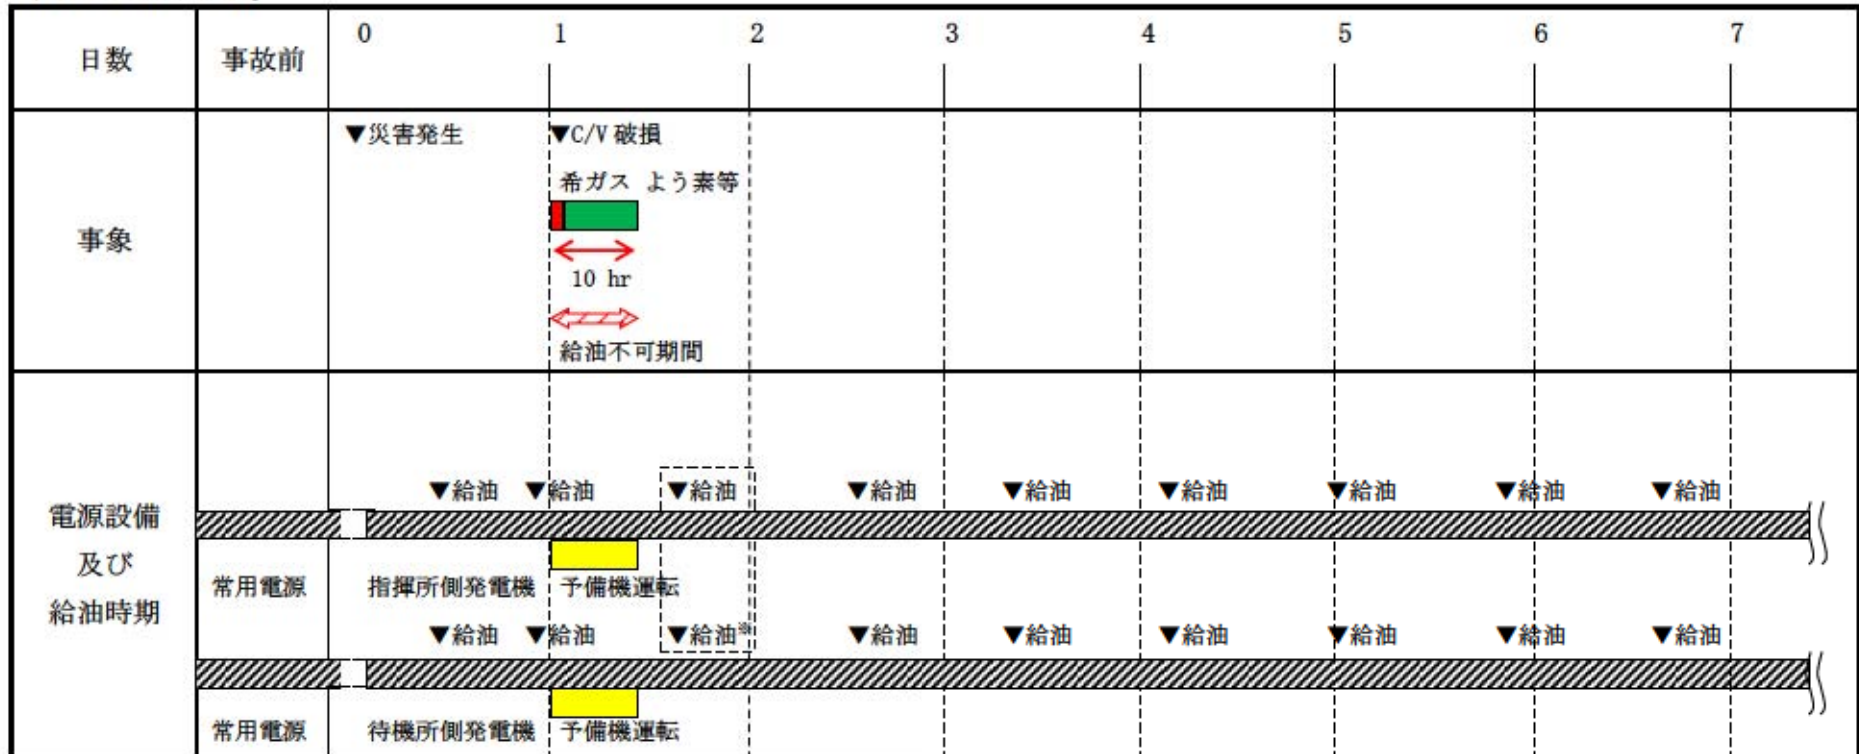 日数 事故前 0 1 2 3 4 5 6 7
▼災害発生 ▼C/V 破損
希ガス よう素等
事象
10 hr
給油不可期間
▼給油 ▼給油 ▼給油 ▼給油 ▼給油 ▼給油 ▼給油 ▼給油 ▼給油
電源設備
及び
給油時期
常用電源 指揮所側発電機 予備機運転
▼給油 ▼給油 ▼給油※ ▼給油 ▼給油 ▼給油 ▼給油 ▼給油 ▼給油
常用電源 待機所側発電機 予備機運転